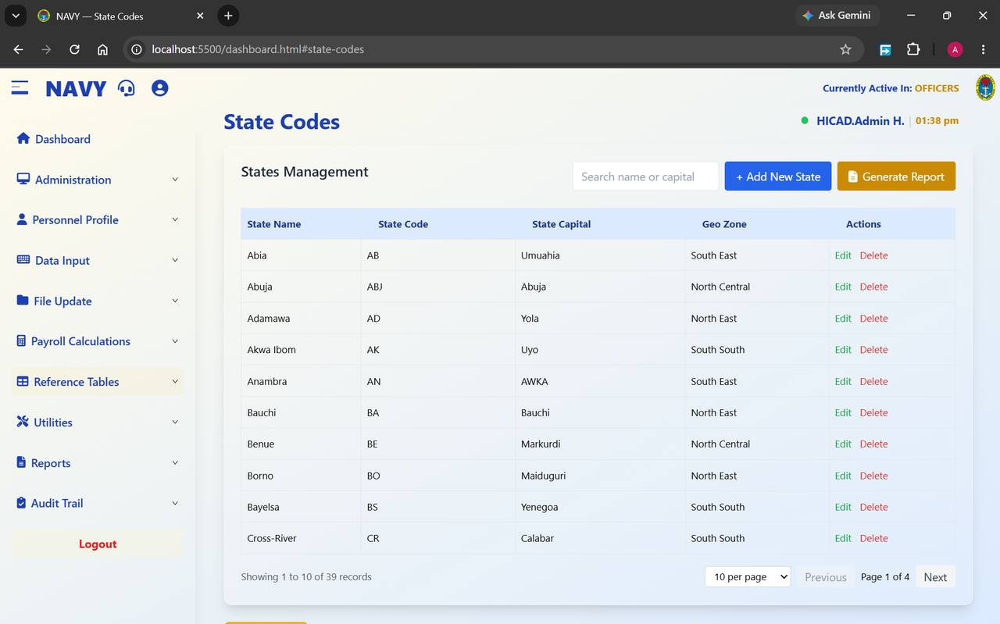 NAVY — State Codes
Ask Gemini
localhost:5500/dashboard.html#state-codes
A
NAVY
Currently Active In: OFFICERS
State Codes
HICAD.Admin H. | 01:38 pm
Dashboard
Administration
Personnel Profile
Data Input
File Update
Payroll Calculations
Reference Tables
Utilities
Reports
Audit Trail
Logout
States Management
Search name or capital
+ Add New State
Generate Report
State Name State Code State Capital Geo Zone Actions
Abia AB Umuahia South East Edit Delete
Abuja ABJ Abuja North Central Edit Delete
Adamawa AD Yola North East Edit Delete
Akwa Ibom AK Uyo South South Edit Delete
Anambra AN AWKA South East Edit Delete
Bauchi BA Bauchi North East Edit Delete
Benue BE Markurdi North Central Edit Delete
Borno BO Maiduguri North East Edit Delete
Bayelsa BS Yenegoa South South Edit Delete
Cross-River CR Calabar South South Edit Delete
Showing 1 to 10 of 39 records
10 per page
Previous
Page 1 of 4
Next